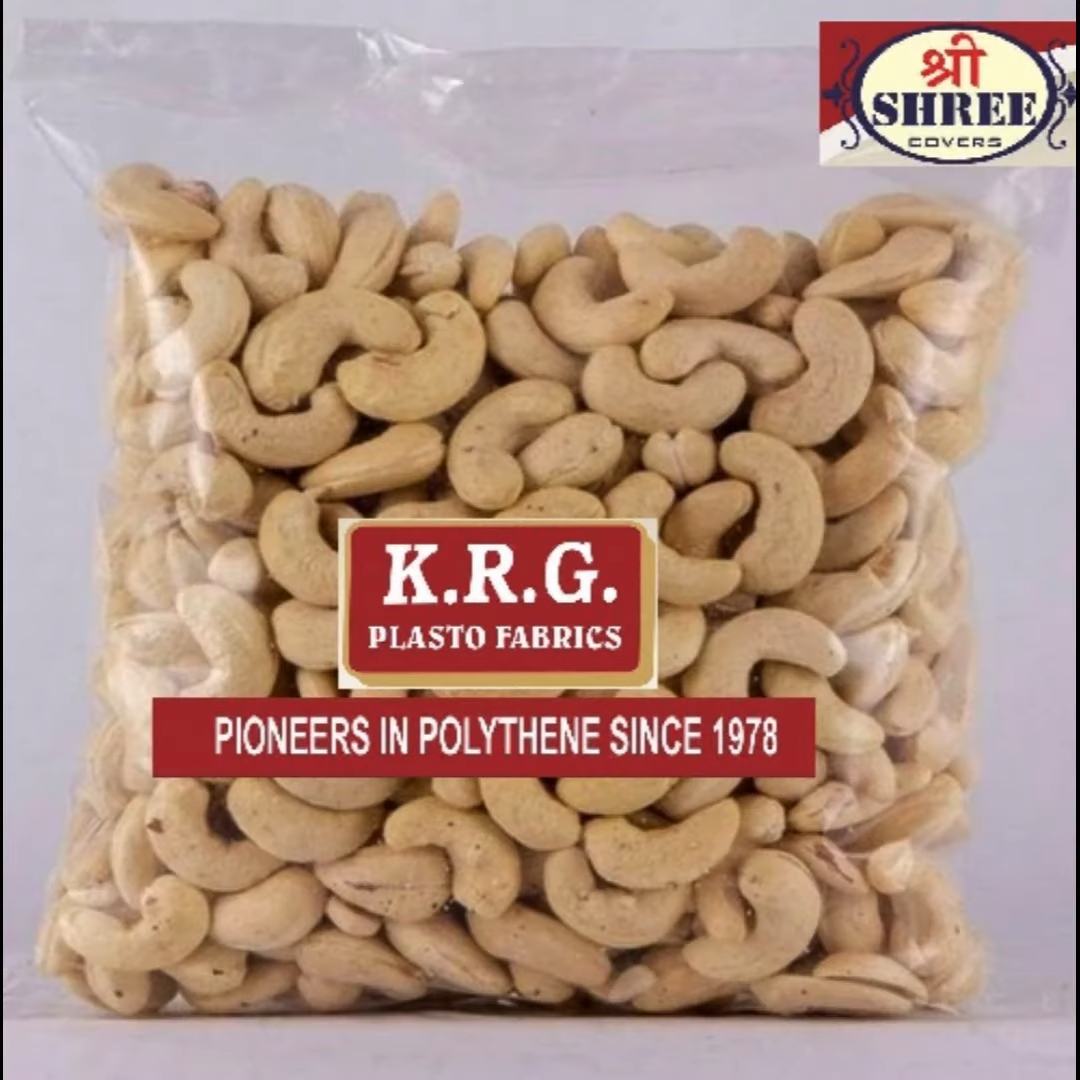 श्री
SHREE
COVERS
K.R.G.
PLASTO FABRICS
PIONEERS IN POLYTHENE SINCE 1978